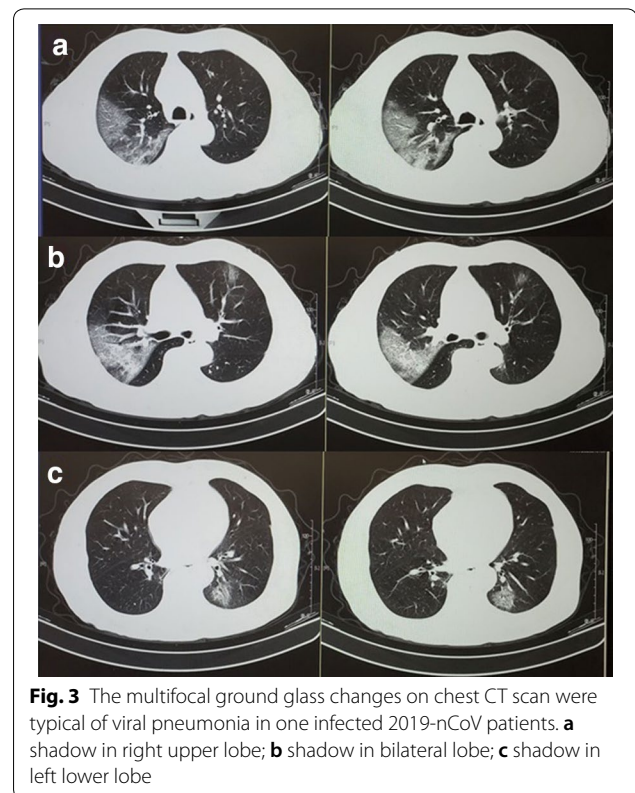 a
b
c
Fig. 3 The multifocal ground glass changes on chest CT scan were
typical of viral pneumonia in one infected 2019-nCoV patients. a
shadow in right upper lobe; b shadow in bilateral lobe; c shadow in
left lower lobe